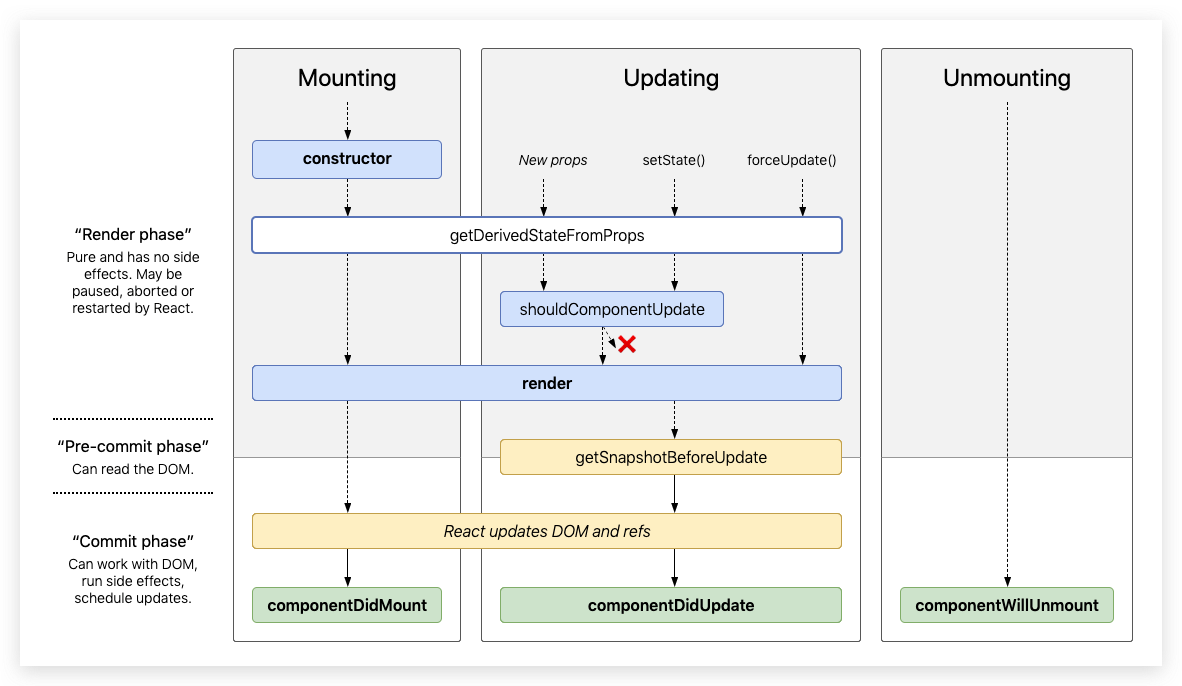 Mounting
Updating
Unmounting
constructor
New props
setState()
forceUpdate()
“Render phase”
Pure and has no side
effects. May be
paused, aborted or
restarted by React.
getDerivedStateFromProps
shouldComponentUpdate
render
“Pre-commit phase”
Can read the DOM.
getSnapshotBeforeUpdate
“Commit phase”
Can work with DOM,
run side effects,
schedule updates.
React updates DOM and refs
componentDidMount
componentDidUpdate
componentWillUnmount